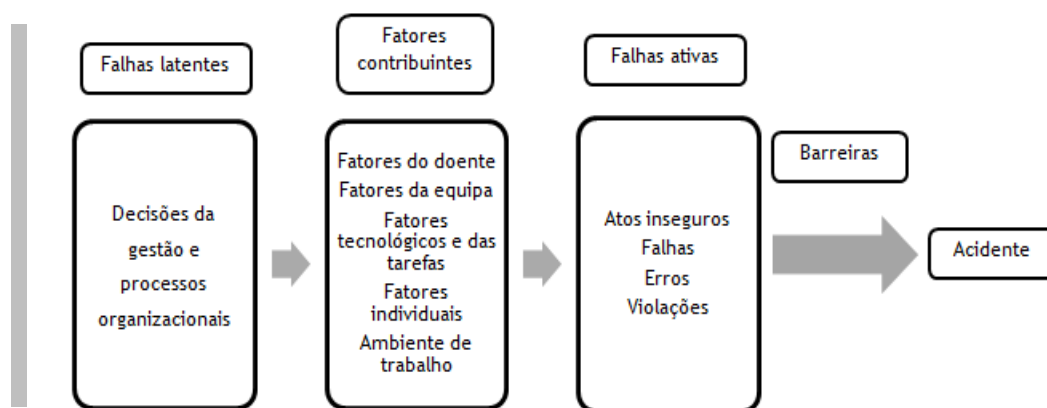 Falhas latentes
Fatores
contribuintes
Falhas ativas
Barreiras
Decisões da
gestão e
processos
organizacionais
Fatores do doente
Fatores da equipa
Fatores
tecnológicos e das
tarefas
Fatores
individuais
Ambiente de
trabalho
Atos inseguros
Falhas
Erros
Violações
Acidente